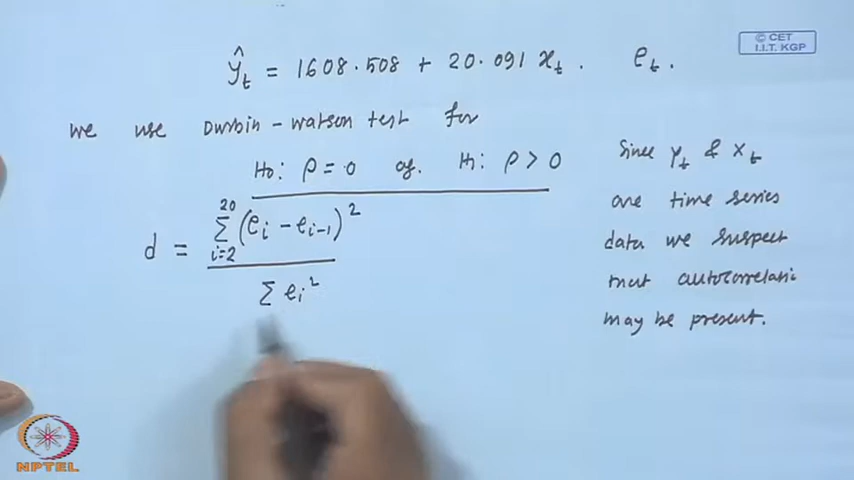 © CET
I.I.T. KGP
ŷ_t = 1608.508 + 20.091 x_t . e_t .
we use Durbin-Watson test for
H₀: ρ = 0 ag. H₁: ρ > 0
d = ∑_{i=2}^{20} (e_i - e_{i-1})² / ∑ e_i²
Since y_t & x_t
are time series
data we suspect
that autocorrelati
may be present.
NPTEL